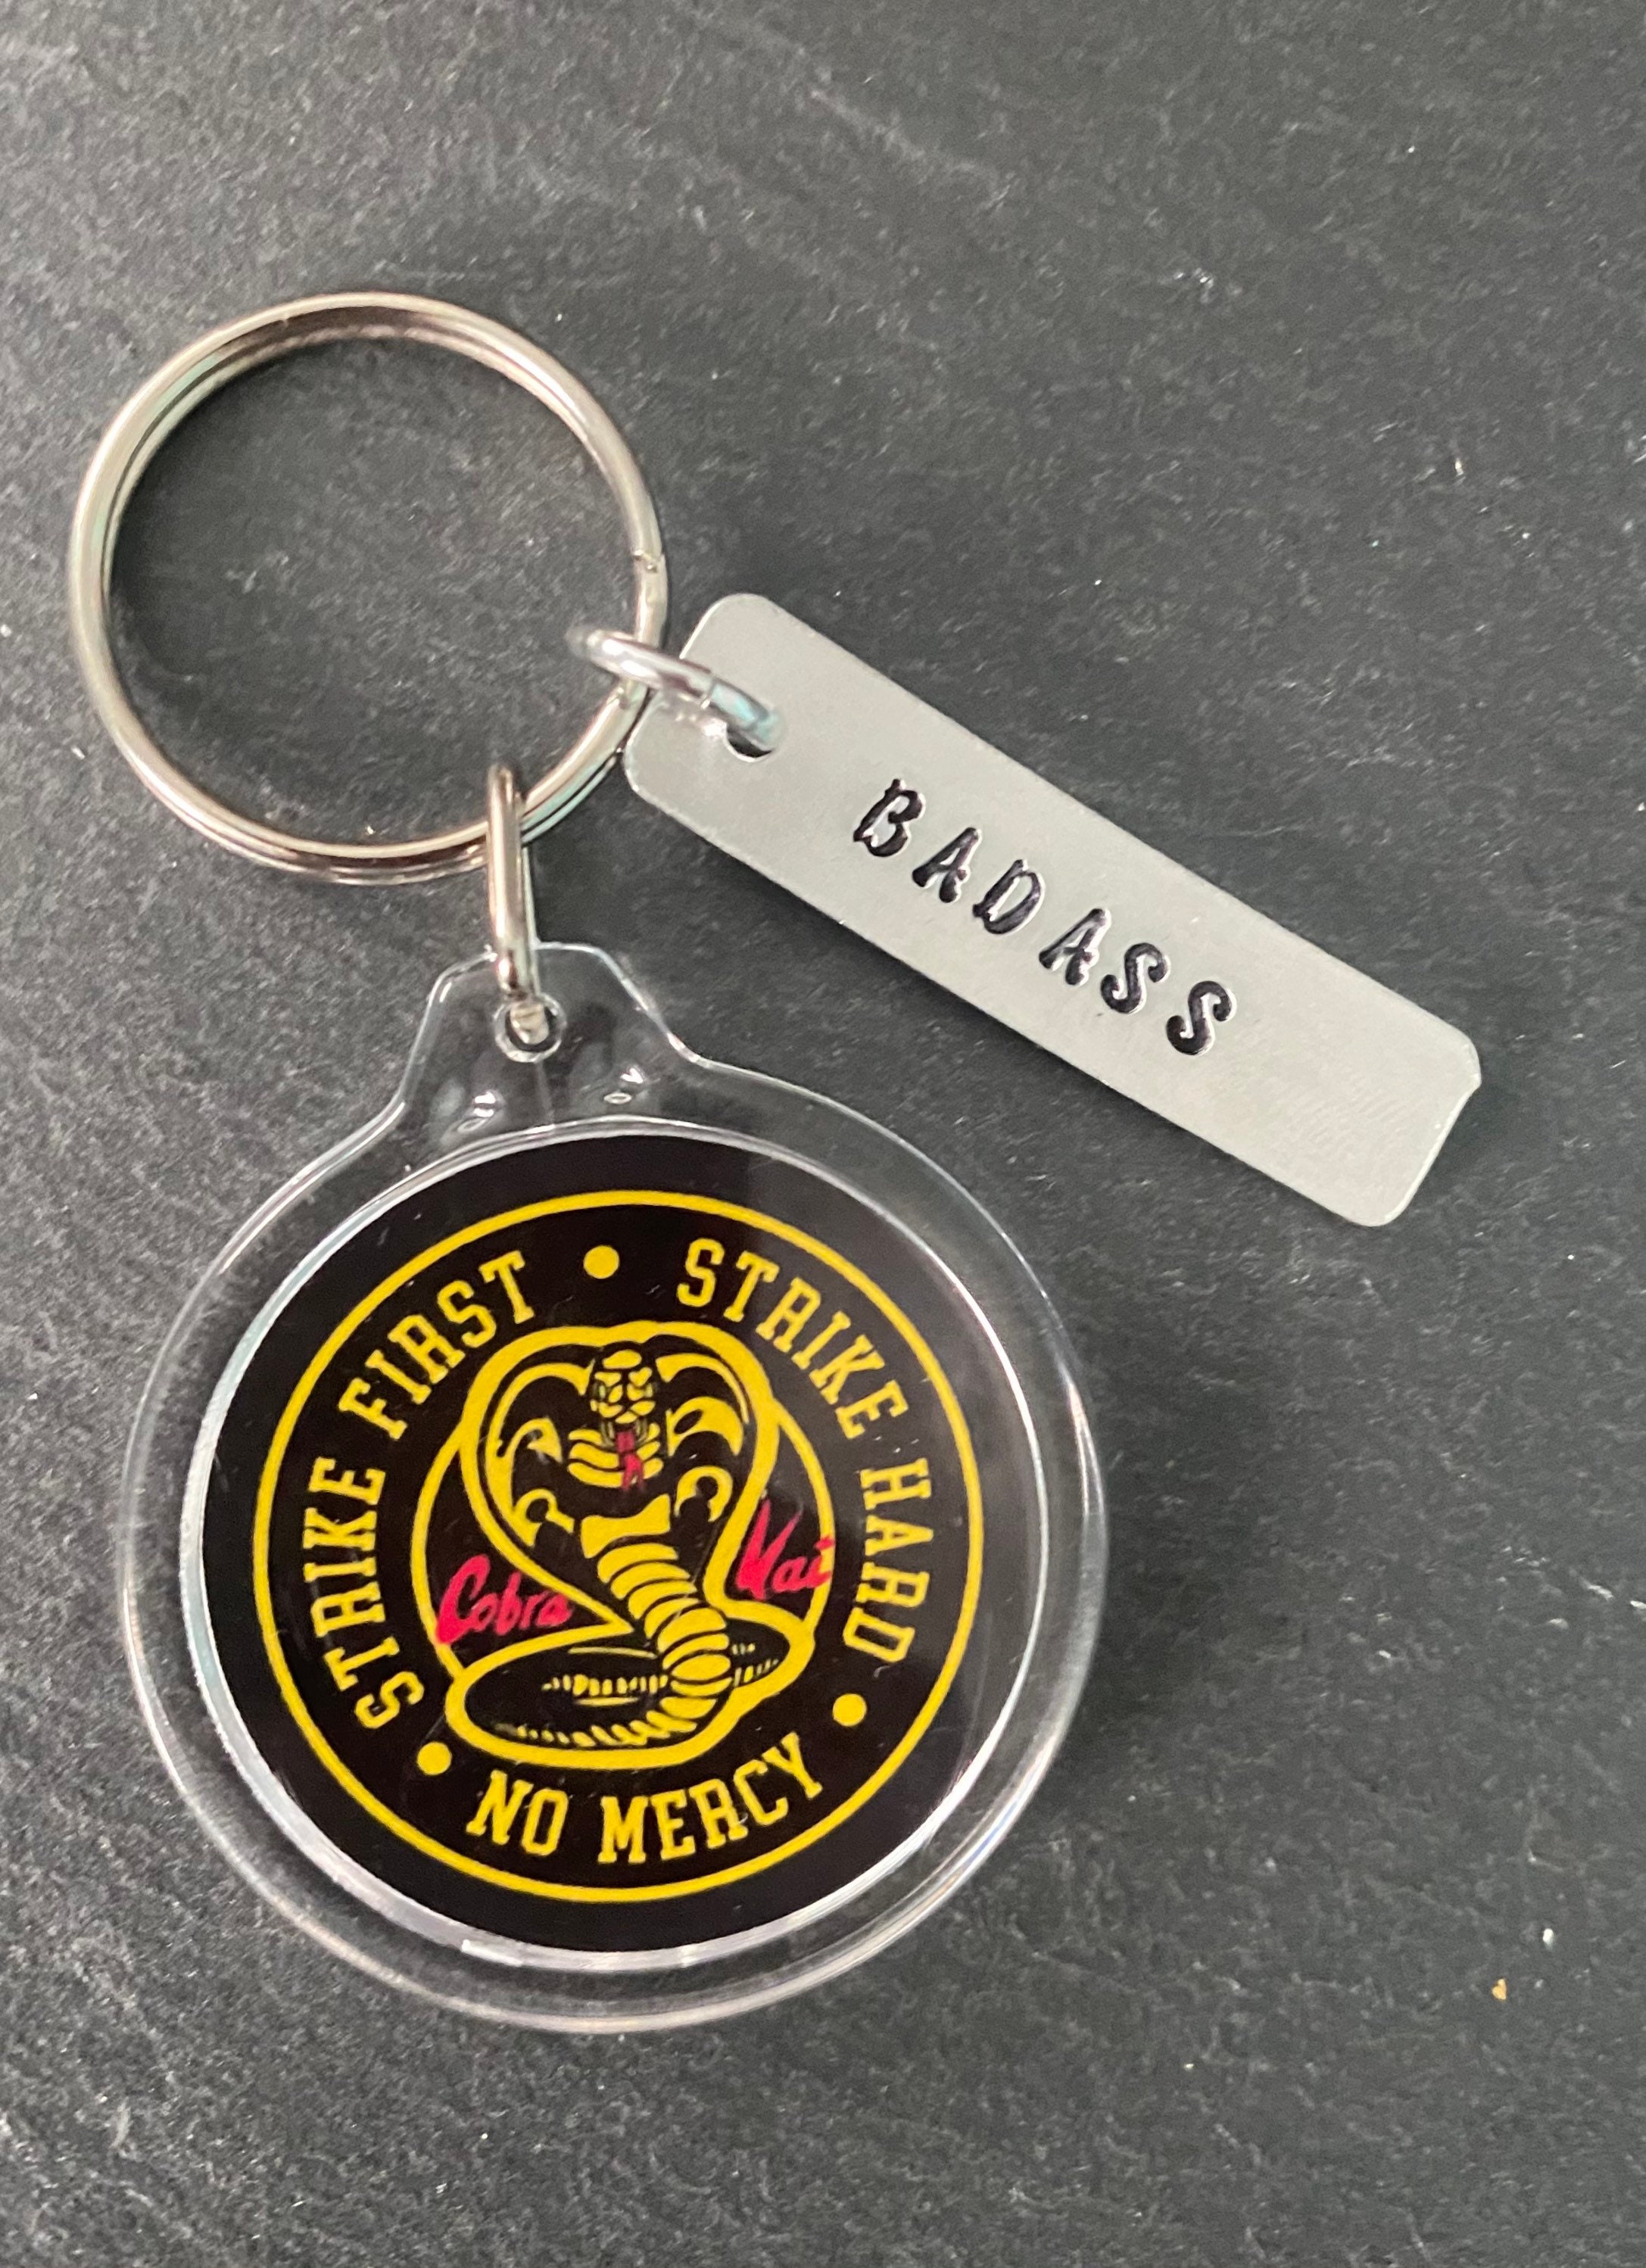 BADASS
STRIKE FIRST • STRIKE HARD •
NO MERCY •
Cobra Kai